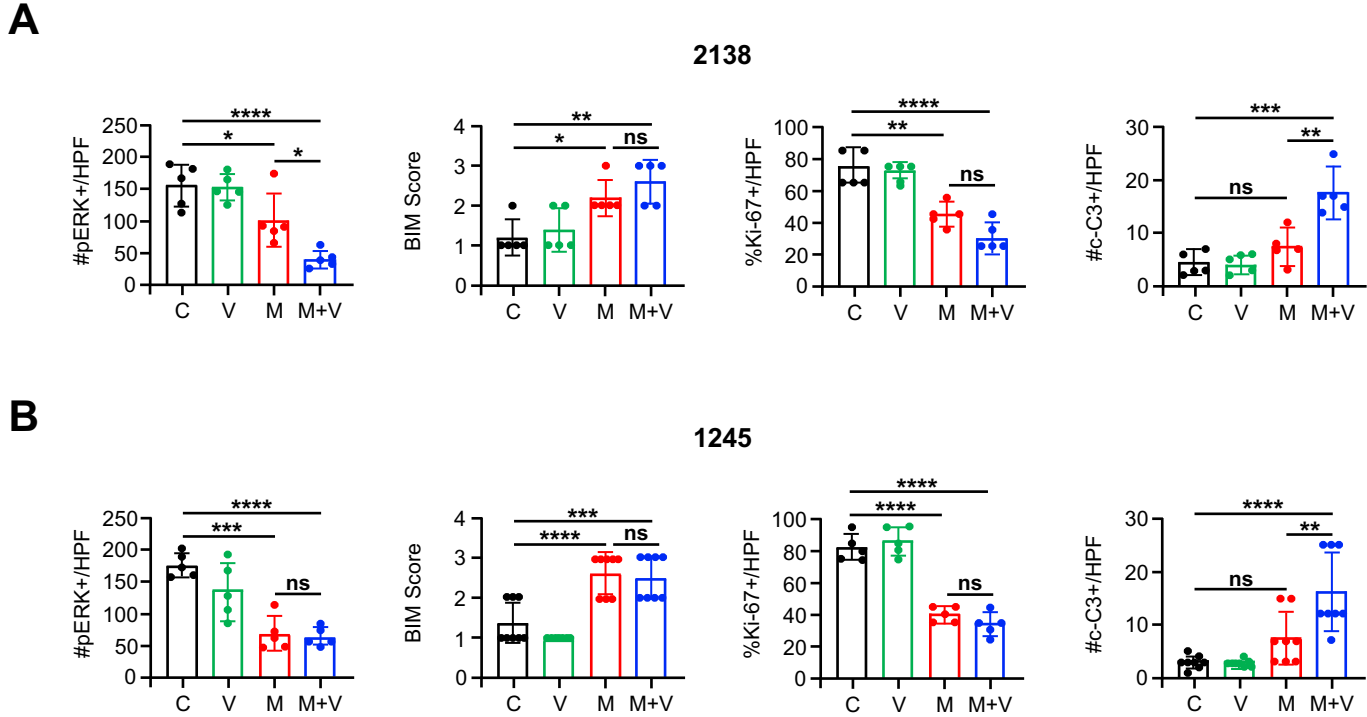 A
2138
#pERK+/HPF
250
200
150
100
50
0
****
*
*
C V M M+V
BIM Score
4
3
2
1
0
**
*
ns
C V M M+V
%Ki-67+/HPF
100
80
60
40
20
0
****
**
ns
C V M M+V
#c-C3+/HPF
30
20
10
0
***
**
ns
C V M M+V
B
1245
#pERK+/HPF
250
200
150
100
50
0
****
***
ns
C V M M+V
BIM Score
4
3
2
1
0
***
****
ns
C V M M+V
%Ki-67+/HPF
100
80
60
40
20
0
****
****
ns
C V M M+V
#c-C3+/HPF
30
20
10
0
****
**
ns
C V M M+V